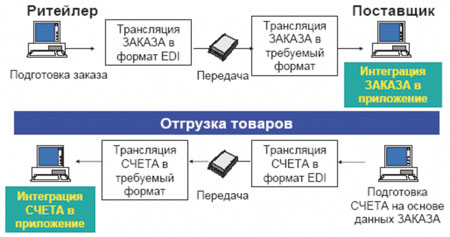 Ритейлер
Поставщик
Трансляция
ЗАКАЗА в
формат EDI
Трансляция
ЗАКАЗА в
требуемый
формат
Подготовка заказа
Передача
Интеграция
ЗАКАЗА в
приложение
Отгрузка товаров
Трансляция
СЧЕТА в
требуемый
формат
Трансляция
СЧЕТА в
формат EDI
Передача
Интеграция
СЧЕТА в
приложение
Подготовка
СЧЕТА на основе
данных ЗАКАЗА